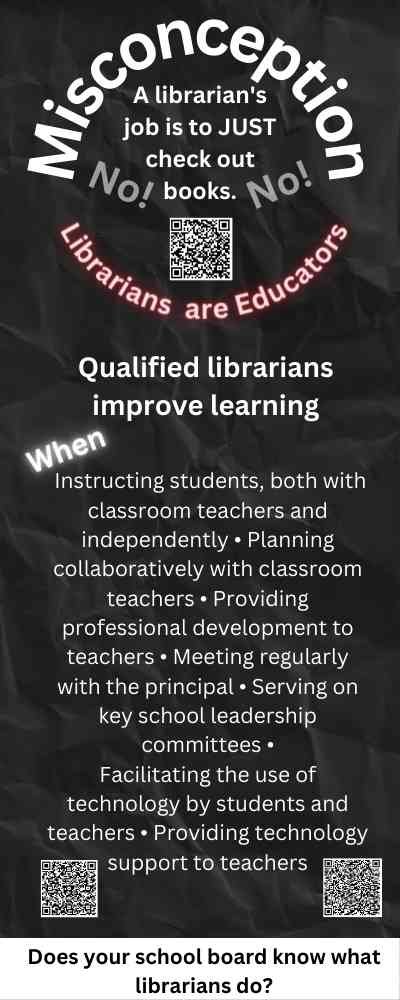 Misconception
A librarian's
job is to JUST
check out
No! books. No!
Librarians are Educators
Qualified librarians
improve learning
When
Instructing students, both with
classroom teachers and
independently • Planning
collaboratively with classroom
teachers • Providing
professional development to
teachers • Meeting regularly
with the principal • Serving on
key school leadership
committees •
Facilitating the use of
technology by students and
teachers • Providing technology
support to teachers
Does your school board know what
librarians do?